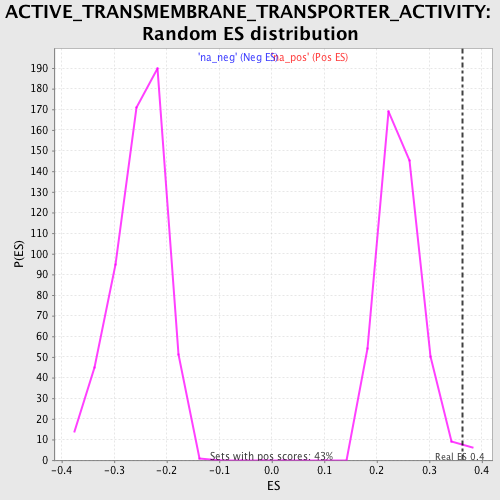 ACTIVE_TRANSMEMBRANE_TRANSPORTER_ACTIVITY:
Random ES distribution
'na_neg' (Neg ES)
'na_pos' (Pos ES)
190
180
170
160
150
140
130
120
110
100
90
80
70
60
50
40
30
20
10
0
P(ES)
Sets with pos scores: 43%
Real ES 0.4
-0.4 -0.3 -0.2 -0.1 0.0 0.1 0.2 0.3 0.4
ES